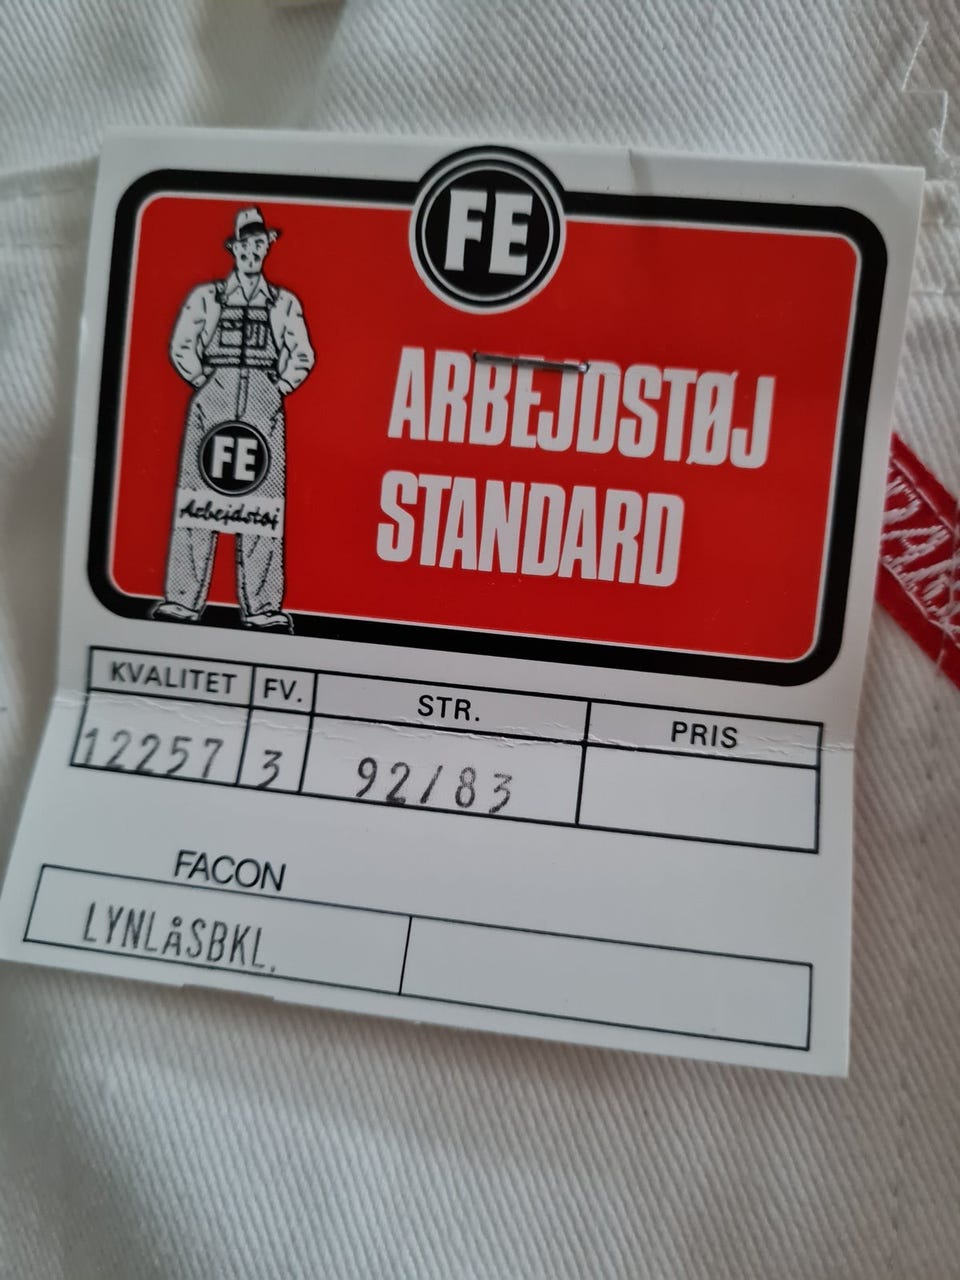 FE
ARBEJDSTØJ
STANDARD
FE
Arbejdstøj
KVALITET FV. STR. PRIS
12257 3 92/83
FACON
LYNLÅSBKL.